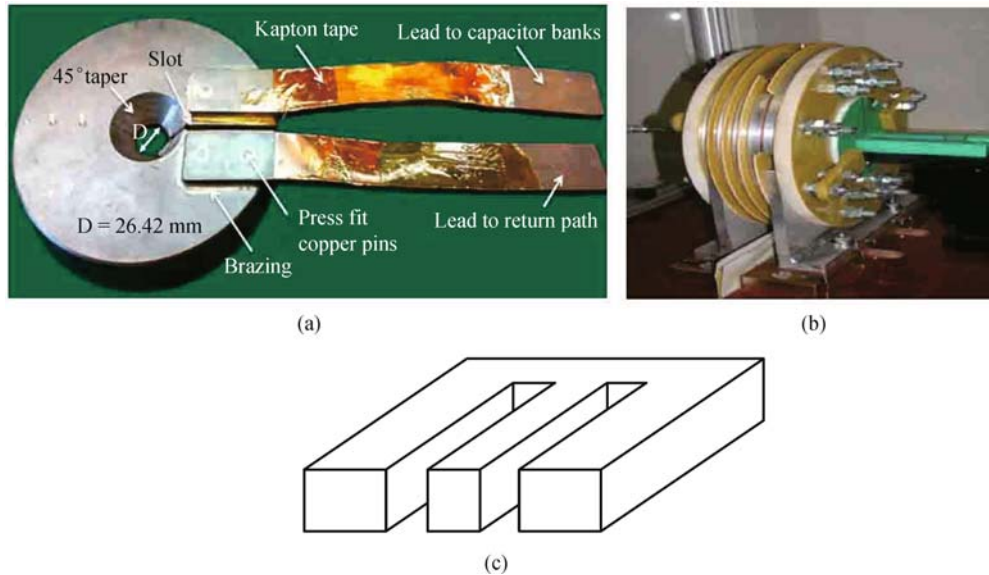 Kapton tape
Lead to capacitor banks
Slot
45° taper
D
D = 26.42 mm
Press fit
copper pins
Lead to return path
Brazing
(a)
(b)
(c)